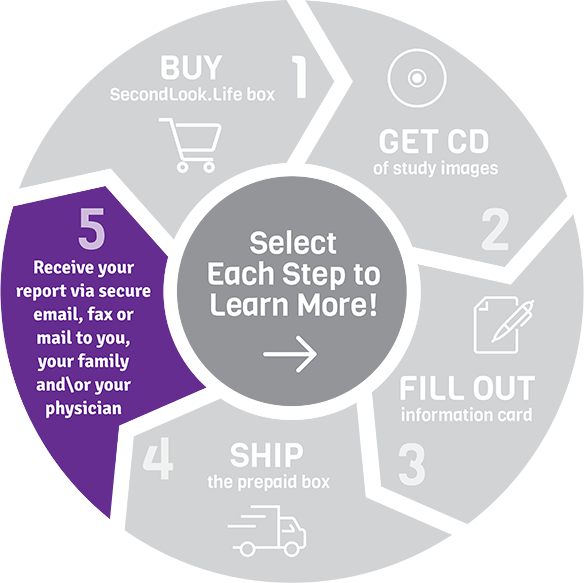 BUY
SecondLook.Life box
1
GET CD
of study images
2
FILL OUT
information card
3
SHIP
the prepaid box
4
5
Receive your
report via secure
email, fax or
mail to you,
your family
and\or your
physician
Select
Each Step to
Learn More!